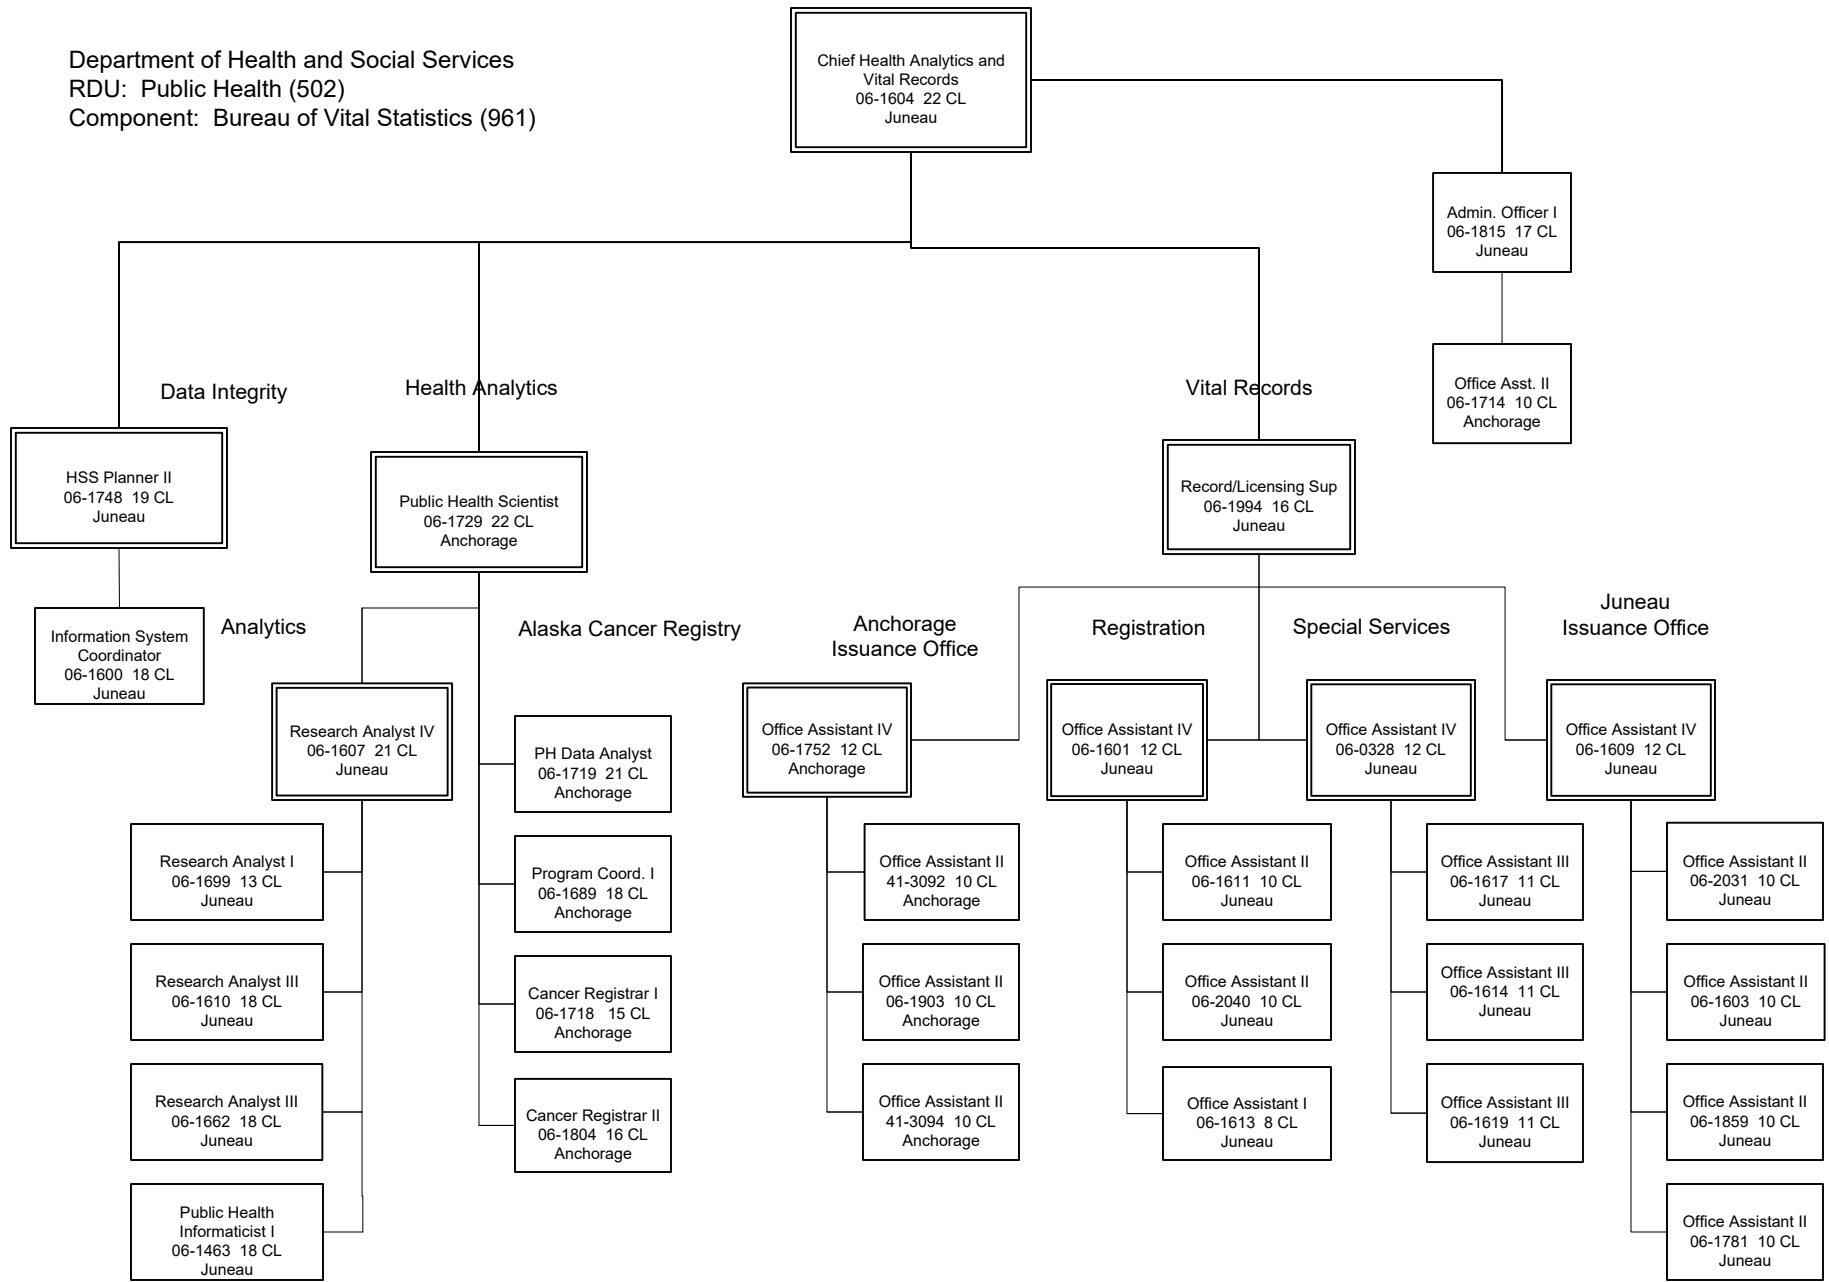 Department of Health and Social Services
RDU: Public Health (502)
Component: Bureau of Vital Statistics (961)
Chief Health Analytics and
Vital Records
06-1604 22 CL
Juneau
Admin. Officer I
06-1815 17 CL
Juneau
Office Asst. II
06-1714 10 CL
Anchorage
Data Integrity
Health Analytics
Vital Records
HSS Planner II
06-1748 19 CL
Juneau
Public Health Scientist
06-1729 22 CL
Anchorage
Record/Licensing Sup
06-1994 16 CL
Juneau
Information System
Coordinator
06-1600 18 CL
Juneau
Analytics
Alaska Cancer Registry
Anchorage
Issuance Office
Registration
Special Services
Juneau
Issuance Office
Research Analyst IV
06-1607 21 CL
Juneau
Research Analyst I
06-1699 13 CL
Juneau
Research Analyst III
06-1610 18 CL
Juneau
Research Analyst III
06-1662 18 CL
Juneau
Public Health
Informaticist I
06-1463 18 CL
Juneau
PH Data Analyst
06-1719 21 CL
Anchorage
Program Coord. I
06-1689 18 CL
Anchorage
Cancer Registrar I
06-1718 15 CL
Anchorage
Cancer Registrar II
06-1804 16 CL
Anchorage
Office Assistant IV
06-1752 12 CL
Anchorage
Office Assistant II
41-3092 10 CL
Anchorage
Office Assistant II
06-1903 10 CL
Anchorage
Office Assistant II
41-3094 10 CL
Anchorage
Office Assistant IV
06-1601 12 CL
Juneau
Office Assistant II
06-1611 10 CL
Juneau
Office Assistant II
06-2040 10 CL
Juneau
Office Assistant I
06-1613 8 CL
Juneau
Office Assistant IV
06-0328 12 CL
Juneau
Office Assistant III
06-1617 11 CL
Juneau
Office Assistant III
06-1614 11 CL
Juneau
Office Assistant III
06-1619 11 CL
Juneau
Office Assistant IV
06-1609 12 CL
Juneau
Office Assistant II
06-2031 10 CL
Juneau
Office Assistant II
06-1603 10 CL
Juneau
Office Assistant II
06-1859 10 CL
Juneau
Office Assistant II
06-1781 10 CL
Juneau